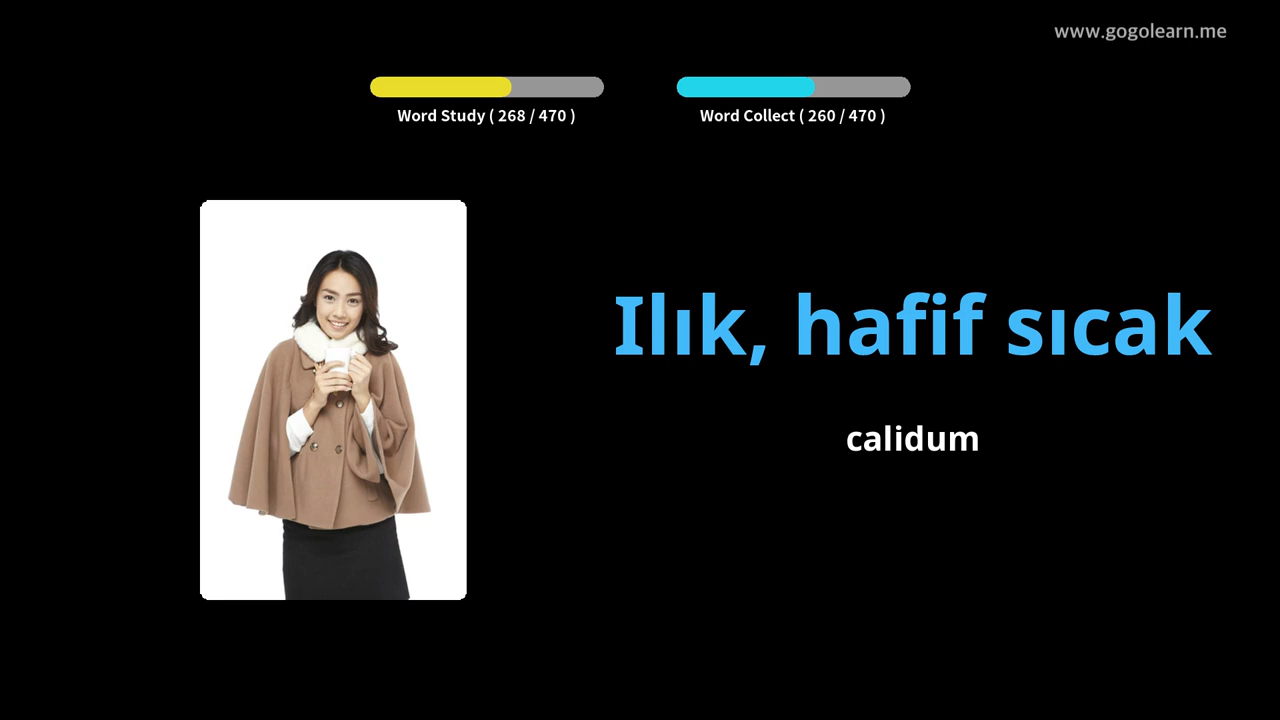 www.gogolearn.me
Word Study ( 268 / 470 )
Word Collect ( 260 / 470 )
Ilık, hafif sıcak
calidum